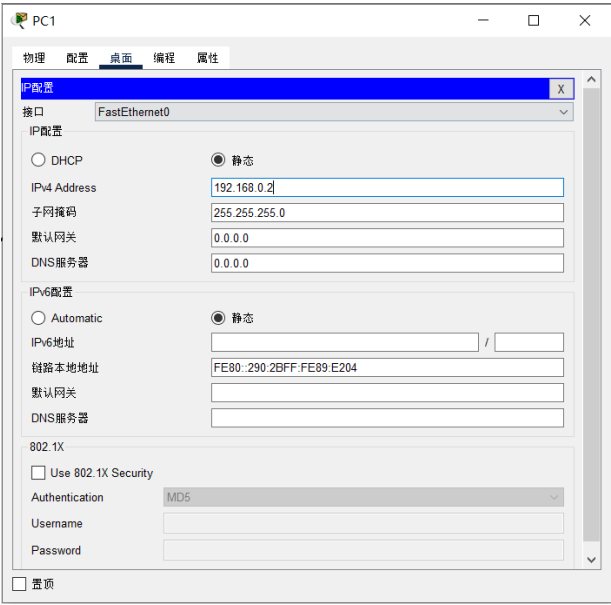 PC1
物理 配置 桌面 编程 属性
IP配置 X
接口 FastEthernet0
IP配置
DHCP 静态
IPv4 Address 192.168.0.2
子网掩码 255.255.255.0
默认网关 0.0.0.0
DNS服务器 0.0.0.0
IPv6配置
Automatic 静态
IPv6地址 /
链路本地地址 FE80::290:2BFF:FE89:E204
默认网关
DNS服务器
802.1X
Use 802.1X Security
Authentication MD5
Username
Password
置顶